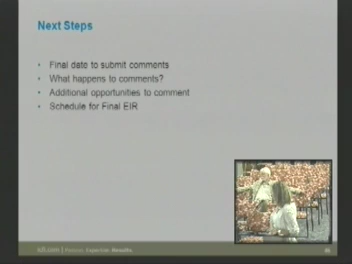 Next Steps
• Final date to submit comments
• What happens to comments?
• Additional opportunities to comment
• Schedule for Final EIR